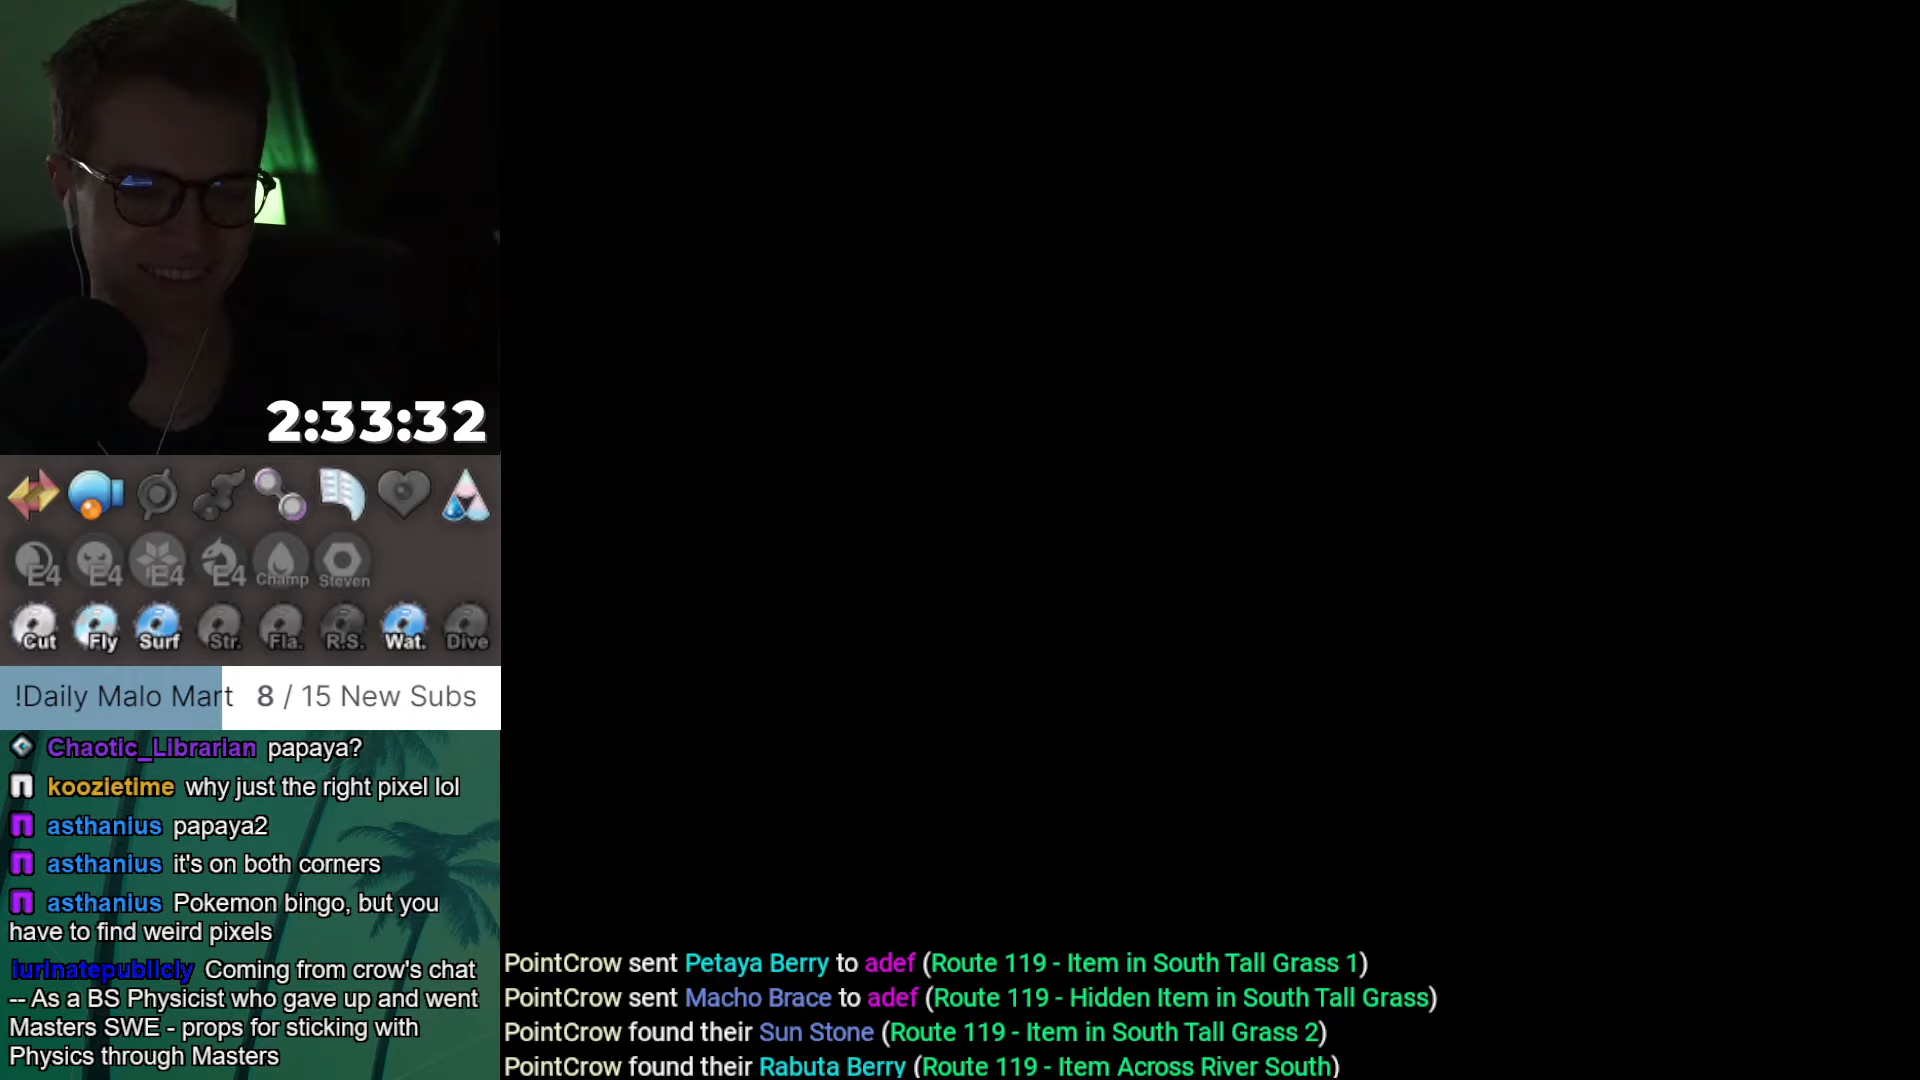 2:33:32
E4 E4 E4 E4 Champ Steven
Cut Fly Surf Str. Fla. R.S. Wat. Dive
!Daily Malo Mart 8 / 15 New Subs
Chaotic_Librarian papaya?
koozietime why just the right pixel lol
asthanius papaya2
asthanius it's on both corners
asthanius Pokemon bingo, but you
have to find weird pixels
iurinatepublicly Coming from crow's chat
-- As a BS Physicist who gave up and went
Masters SWE - props for sticking with
Physics through Masters
PointCrow sent Petaya Berry to adef (Route 119 - Item in South Tall Grass 1)
PointCrow sent Macho Brace to adef (Route 119 - Hidden Item in South Tall Grass)
PointCrow found their Sun Stone (Route 119 - Item in South Tall Grass 2)
PointCrow found their Rabuta Berry (Route 119 - Item Across River South)